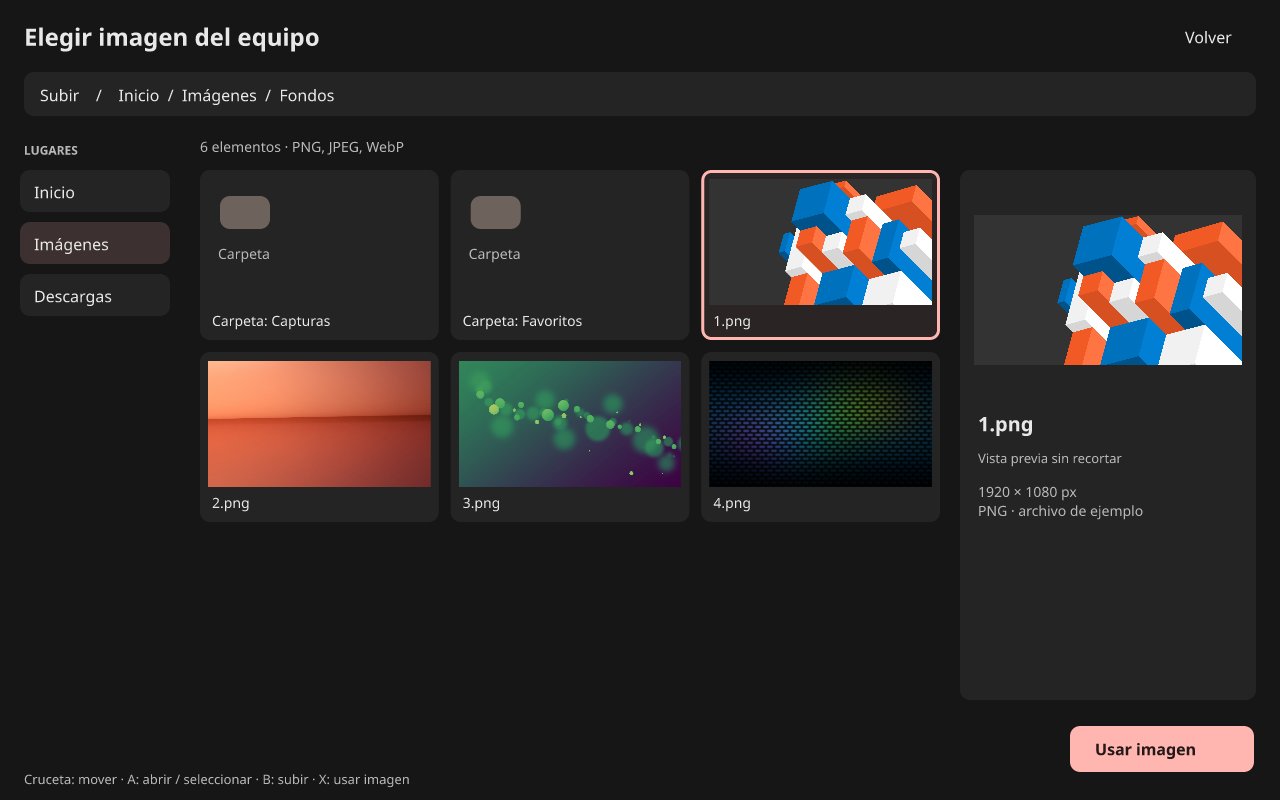 Elegir imagen del equipo
Volver
Subir / Inicio / Imágenes / Fondos
LUGARES
6 elementos · PNG, JPEG, WebP
Inicio
Imágenes
Descargas
Carpeta
Carpeta: Capturas
Carpeta
Carpeta: Favoritos
1.png
2.png
3.png
4.png
1.png
Vista previa sin recortar
1920 × 1080 px
PNG · archivo de ejemplo
Usar imagen
Cruceta: mover · A: abrir / seleccionar · B: subir · X: usar imagen